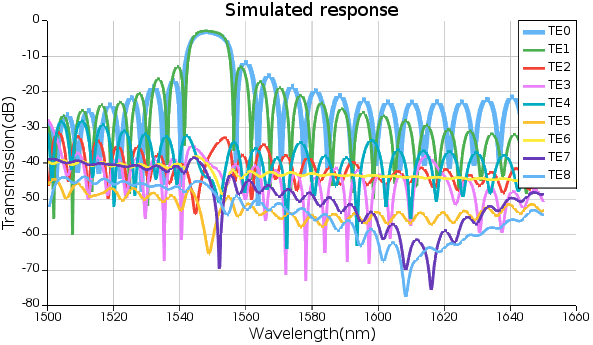 Simulated response
Transmission(dB)
0
-10
-20
-30
-40
-50
-60
-70
-80
1500
1520
1540
1560
1580
1600
1620
1640
1660
Wavelength(nm)
TE0
TE1
TE2
TE3
TE4
TE5
TE6
TE7
TE8